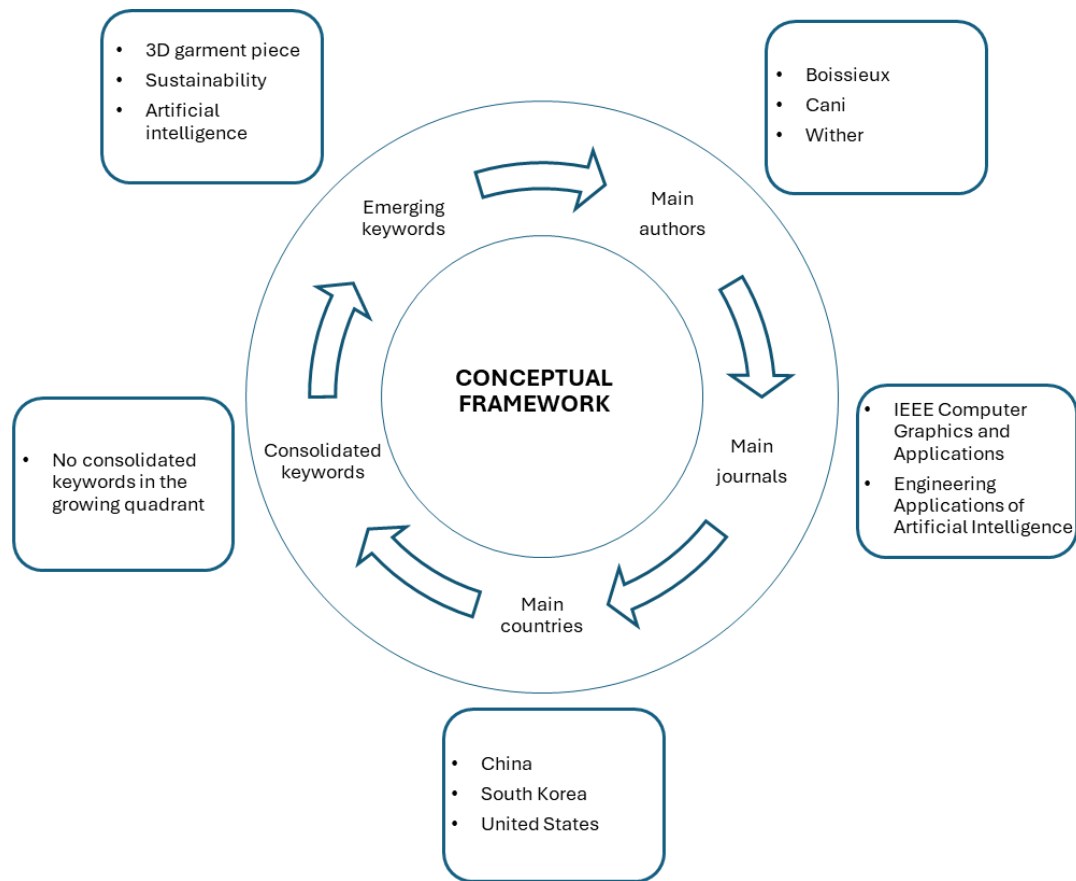 • 3D garment piece
• Sustainability
• Artificial
intelligence
• Boissieux
• Cani
• Wither
Emerging
keywords
Main
authors
CONCEPTUAL
FRAMEWORK
• No consolidated
keywords in the
growing quadrant
Consolidated
keywords
Main
journals
• IEEE Computer
Graphics and
Applications
• Engineering
Applications of
Artificial Intelligence
Main
countries
• China
• South Korea
• United States